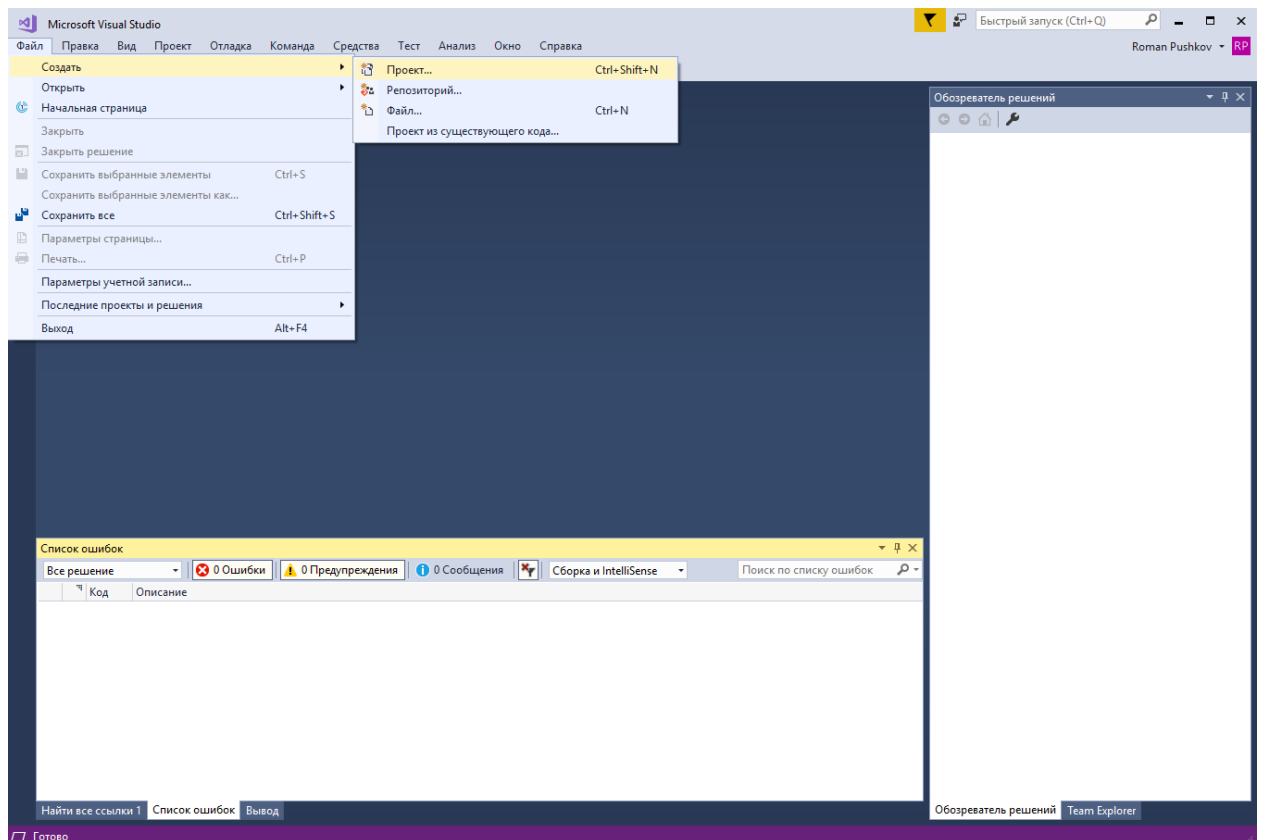 Microsoft Visual Studio
Быстрый запуск (Ctrl+Q)
Файл Правка Вид Проект Отладка Команда Средства Тест Анализ Окно Справка
Roman Pushkov RP
Создать
Проект... Ctrl+Shift+N
Открыть
Репозиторий...
Начальная страница
Файл... Ctrl+N
Закрыть
Проект из существующего кода...
Закрыть решение
Сохранить выбранные элементы Ctrl+S
Сохранить выбранные элементы как...
Сохранить все Ctrl+Shift+S
Параметры страницы...
Печать... Ctrl+P
Параметры учетной записи...
Последние проекты и решения
Выход Alt+F4
Обозреватель решений
Список ошибок
Все решение 0 Ошибки 0 Предупреждения 0 Сообщения Сборка и IntelliSense Поиск по списку ошибок
Код Описание
Найти все ссылки 1 Список ошибок Вывод
Обозреватель решений Team Explorer
Готово